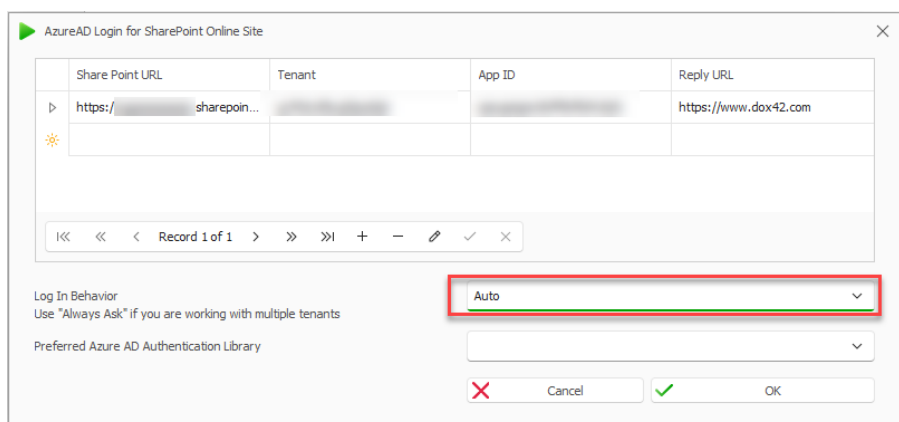 AzureAD Login for SharePoint Online Site
Share Point URL Tenant App ID Reply URL
https:/ sharepoin... https://www.dox42.com
Record 1 of 1
Log In Behavior
Auto
Use "Always Ask" if you are working with multiple tenants
Preferred Azure AD Authentication Library
Cancel OK